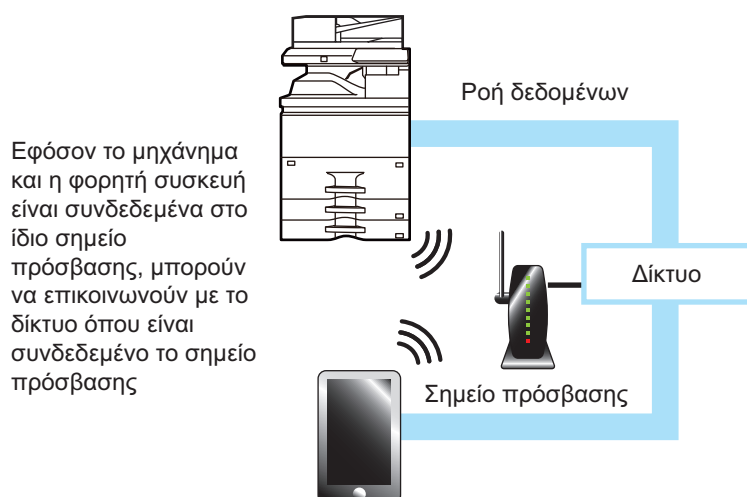 Ροή δεδομένων
Εφόσον το μηχάνημα
και η φορητή συσκευή
είναι συνδεδεμένα στο
ίδιο σημείο
πρόσβασης, μπορούν
να επικοινωνούν με το
δίκτυο όπου είναι
συνδεδεμένο το σημείο
πρόσβασης
Δίκτυο
Σημείο πρόσβασης